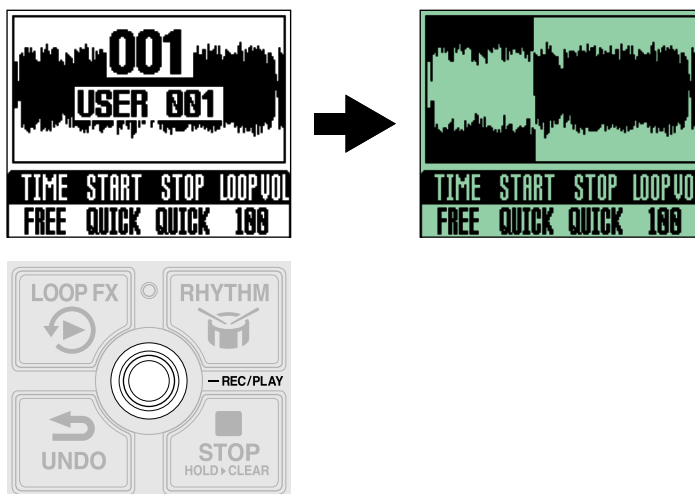 001
USER 001
TIME START STOP LOOPVOL
FREE QUICK QUICK 100
TIME START STOP LOOPVO
FREE QUICK QUICK 100
LOOP FX
RHYTHM
REC/PLAY
UNDO
STOP
HOLD▸CLEAR